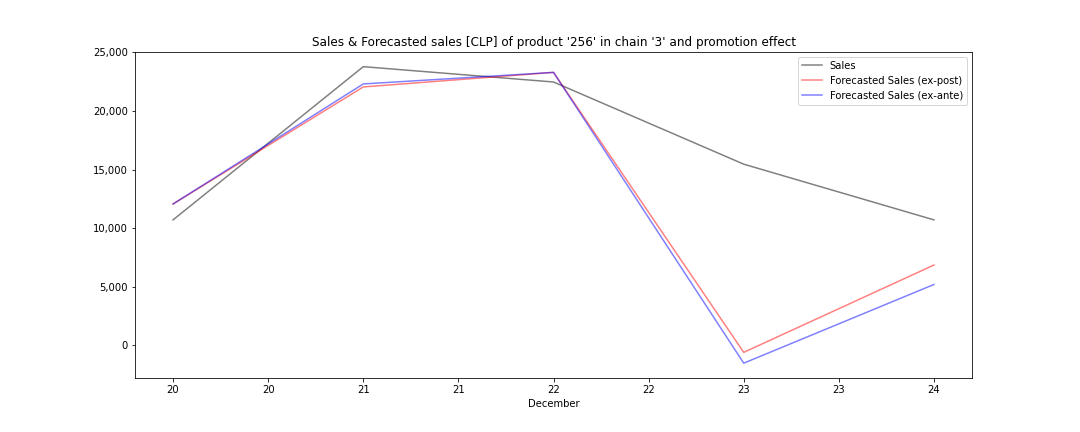 Sales & Forecasted sales [CLP] of product '256' in chain '3' and promotion effect
25,000
20,000
15,000
10,000
5,000
0
Sales
Forecasted Sales (ex-post)
Forecasted Sales (ex-ante)
20 20 21 21 22 22 23 23 24
December